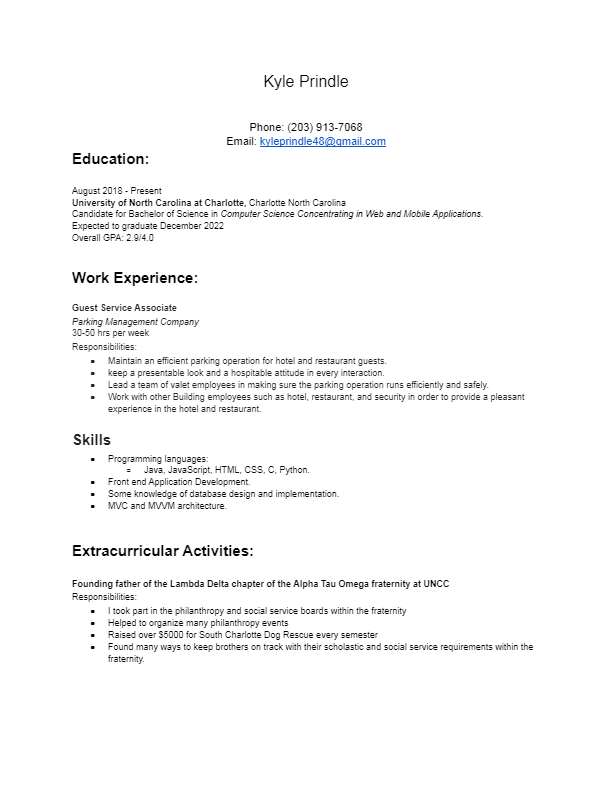 Kyle Prindle
Phone: (203) 913-7068
Email: kyleprindle48@gmail.com
Education:
August 2018 - Present
University of North Carolina at Charlotte, Charlotte North Carolina
Candidate for Bachelor of Science in Computer Science Concentrating in Web and Mobile Applications.
Expected to graduate December 2022
Overall GPA: 2.9/4.0
Work Experience:
Guest Service Associate
Parking Management Company
30-50 hrs per week
Responsibilities:
● Maintain an efficient parking operation for hotel and restaurant guests.
● keep a presentable look and a hospitable attitude in every interaction.
● Lead a team of valet employees in making sure the parking operation runs efficiently and safely.
● Work with other Building employees such as hotel, restaurant, and security in order to provide a pleasant
experience in the hotel and restaurant.
Skills
● Programming languages:
○ Java, JavaScript, HTML, CSS, C, Python.
● Front end Application Development.
● Some knowledge of database design and implementation.
● MVC and MVVM architecture.
Extracurricular Activities:
Founding father of the Lambda Delta chapter of the Alpha Tau Omega fraternity at UNCC
Responsibilities:
● I took part in the philanthropy and social service boards within the fraternity
● Helped to organize many philanthropy events
● Raised over $5000 for South Charlotte Dog Rescue every semester
● Found many ways to keep brothers on track with their scholastic and social service requirements within the
fraternity.